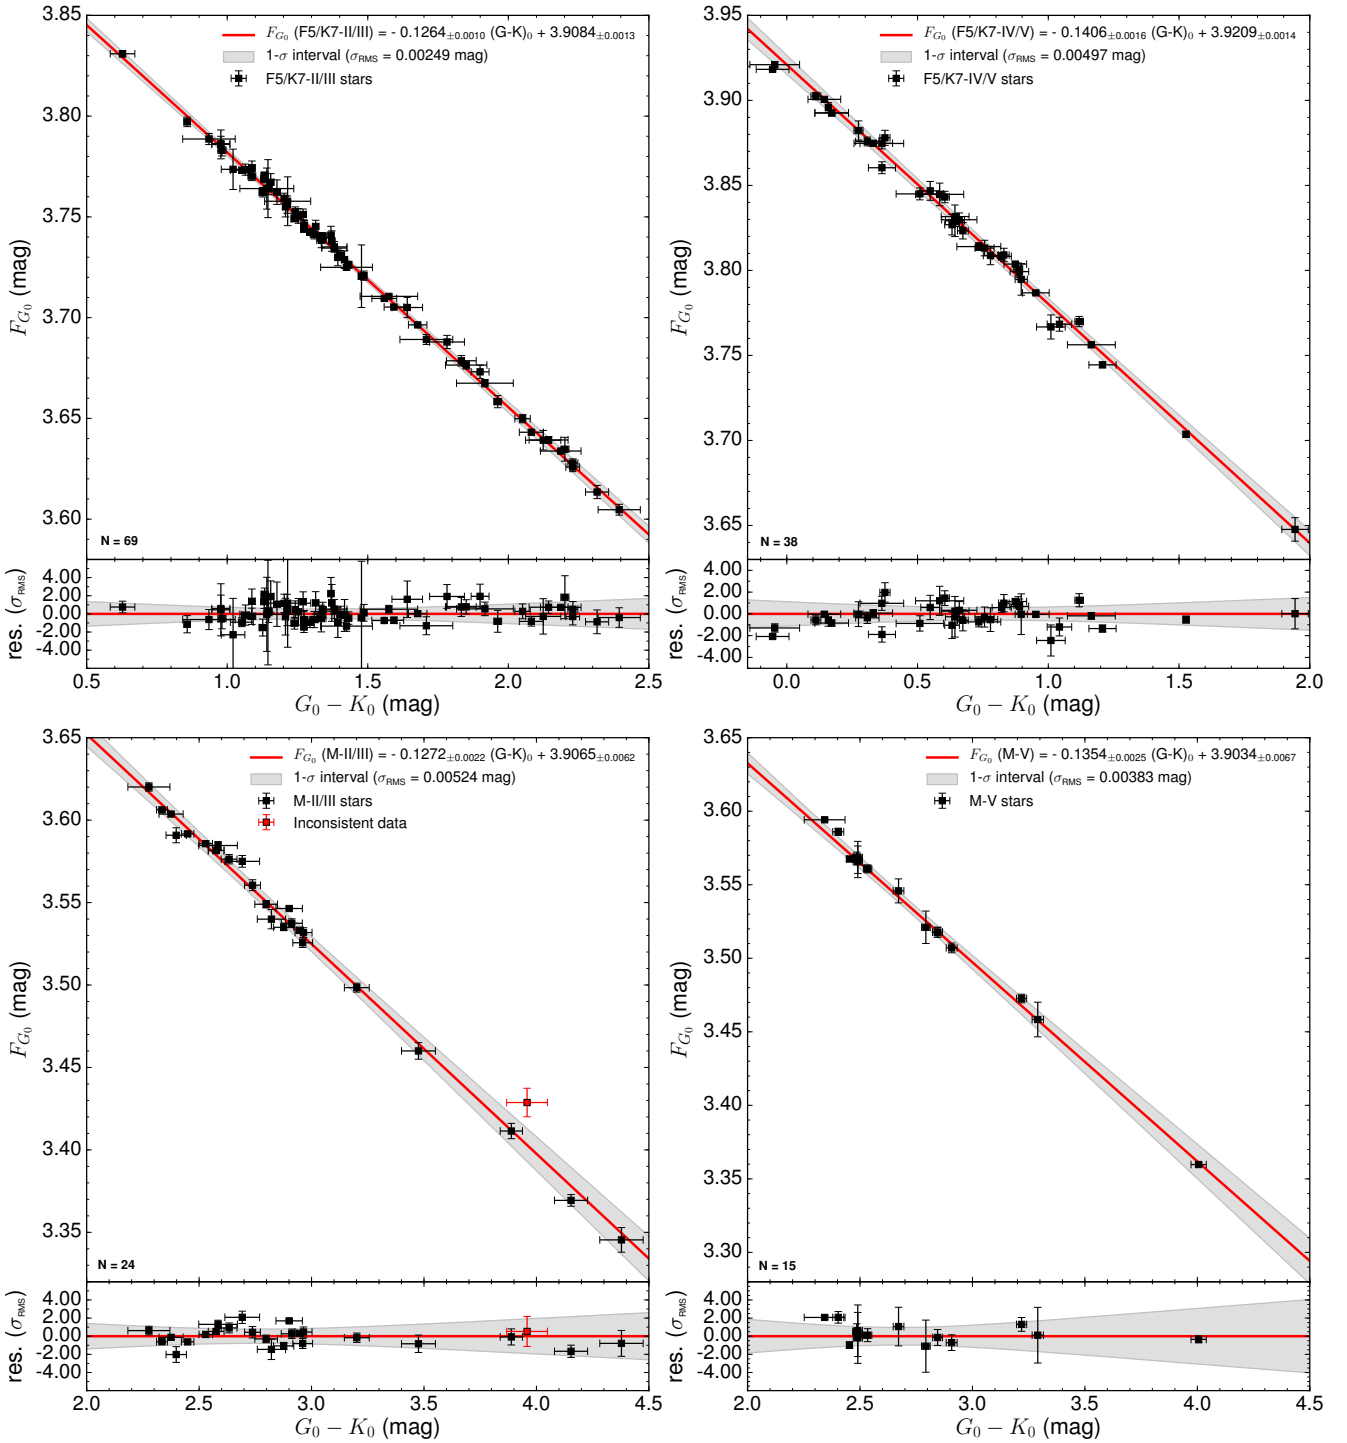 F_{G_0} (F5/K7-II/III) = - 0.1264±0.0010 (G-K)₀ + 3.9084±0.0013
1-σ interval (σ_RMS = 0.00249 mag)
F5/K7-II/III stars
3.85
3.80
3.75
3.70
3.65
3.60
F_{G_0} (mag)
N = 69
4.00
2.00
0.00
-2.00
-4.00
res. (σ_RMS)
0.5 1.0 1.5 2.0 2.5
G₀ − K₀ (mag)
F_{G_0} (F5/K7-IV/V) = - 0.1406±0.0016 (G-K)₀ + 3.9209±0.0014
1-σ interval (σ_RMS = 0.00497 mag)
F5/K7-IV/V stars
3.95
3.90
3.85
3.80
3.75
3.70
3.65
F_{G_0} (mag)
N = 38
4.00
2.00
0.00
-2.00
-4.00
res. (σ_RMS)
0.0 0.5 1.0 1.5 2.0
G₀ − K₀ (mag)
F_{G_0} (M-II/III) = - 0.1272±0.0022 (G-K)₀ + 3.9065±0.0062
1-σ interval (σ_RMS = 0.00524 mag)
M-II/III stars
Inconsistent data
3.65
3.60
3.55
3.50
3.45
3.40
3.35
F_{G_0} (mag)
N = 24
4.00
2.00
0.00
-2.00
-4.00
res. (σ_RMS)
2.0 2.5 3.0 3.5 4.0 4.5
G₀ − K₀ (mag)
F_{G_0} (M-V) = - 0.1354±0.0025 (G-K)₀ + 3.9034±0.0067
1-σ interval (σ_RMS = 0.00383 mag)
M-V stars
3.65
3.60
3.55
3.50
3.45
3.40
3.35
3.30
F_{G_0} (mag)
N = 15
4.00
2.00
0.00
-2.00
-4.00
res. (σ_RMS)
2.0 2.5 3.0 3.5 4.0 4.5
G₀ − K₀ (mag)